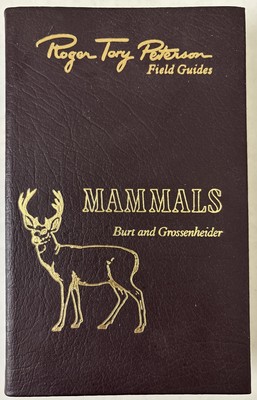 Roger Tory Peterson
Field Guides
MAMMALS
Burt and Grossenheider